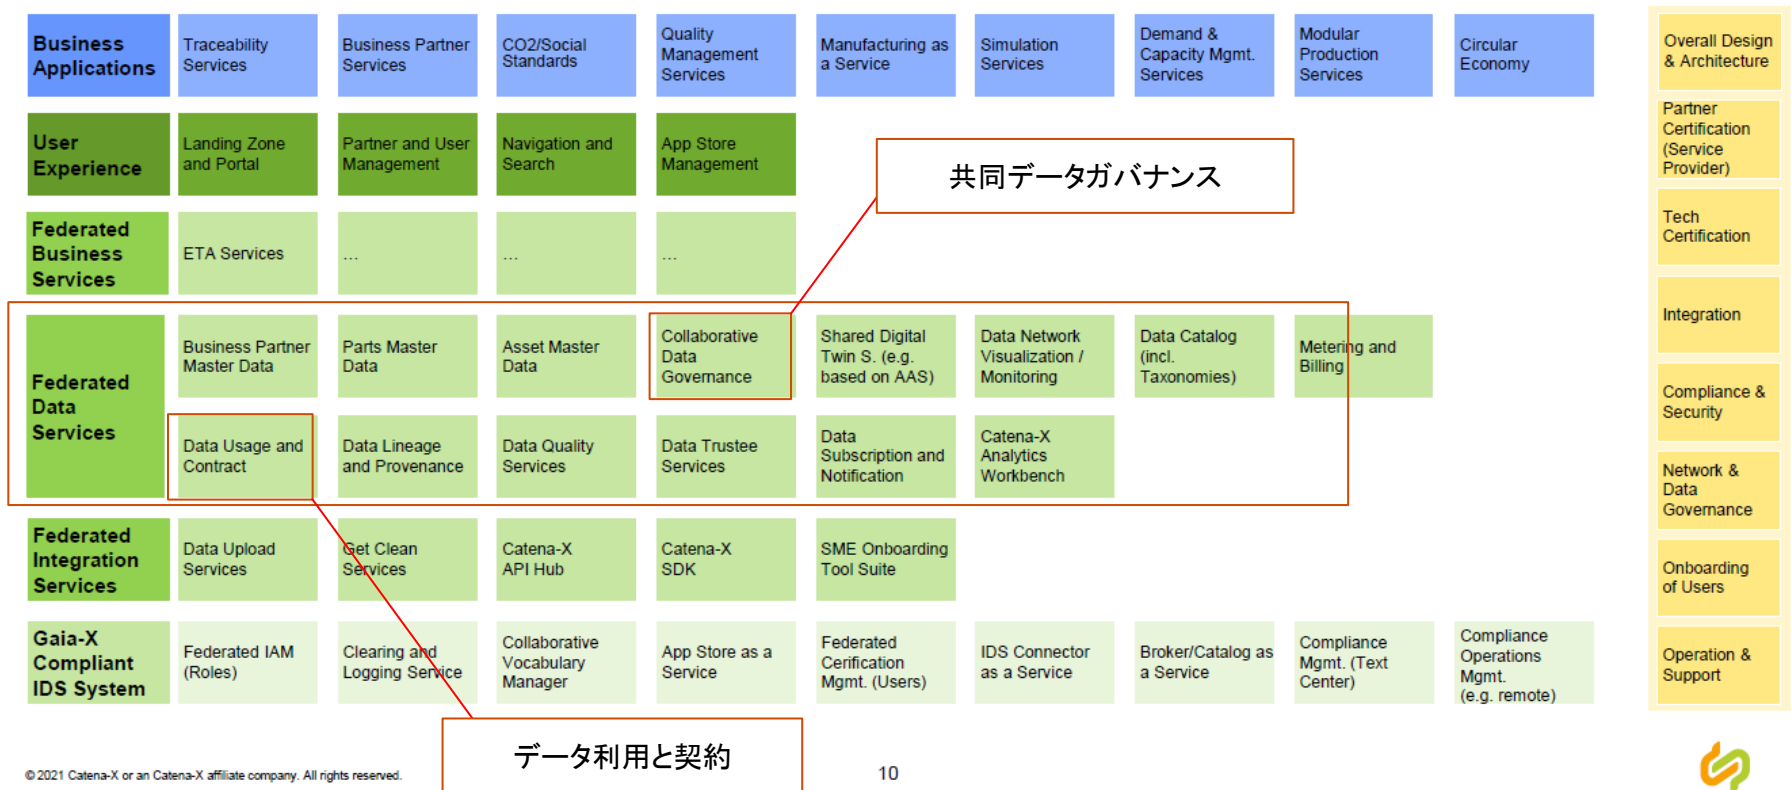 Business
Applications
Traceability
Services
Business Partner
Services
CO2/Social
Standards
Quality
Management
Services
Manufacturing as
a Service
Simulation
Services
Demand &
Capacity Mgmt.
Services
Modular
Production
Services
Circular
Economy
User
Experience
Landing Zone
and Portal
Partner and User
Management
Navigation and
Search
App Store
Management
共同データガバナンス
Federated
Business
Services
ETA Services
...
...
...
Federated
Data
Services
Business Partner
Master Data
Parts Master
Data
Asset Master
Data
Collaborative
Data
Governance
Shared Digital
Twin S. (e.g.
based on AAS)
Data Network
Visualization /
Monitoring
Data Catalog
(incl.
Taxonomies)
Metering and
Billing
Data Usage and
Contract
Data Lineage
and Provenance
Data Quality
Services
Data Trustee
Services
Data
Subscription and
Notification
Catena-X
Analytics
Workbench
Federated
Integration
Services
Data Upload
Services
Get Clean
Services
Catena-X
API Hub
Catena-X
SDK
SME Onboarding
Tool Suite
Gaia-X
Compliant
IDS System
Federated IAM
(Roles)
Clearing and
Logging Service
Collaborative
Vocabulary
Manager
App Store as a
Service
Federated
Cerification
Mgmt. (Users)
IDS Connector
as a Service
Broker/Catalog as
a Service
Compliance
Mgmt. (Text
Center)
Compliance
Operations
Mgmt.
(e.g. remote)
Overall Design
& Architecture
Partner
Certification
(Service
Provider)
Tech
Certification
Integration
Compliance &
Security
Network &
Data
Governance
Onboarding
of Users
Operation &
Support
データ利用と契約
© 2021 Catena-X or an Catena-X affiliate company. All rights reserved.
10